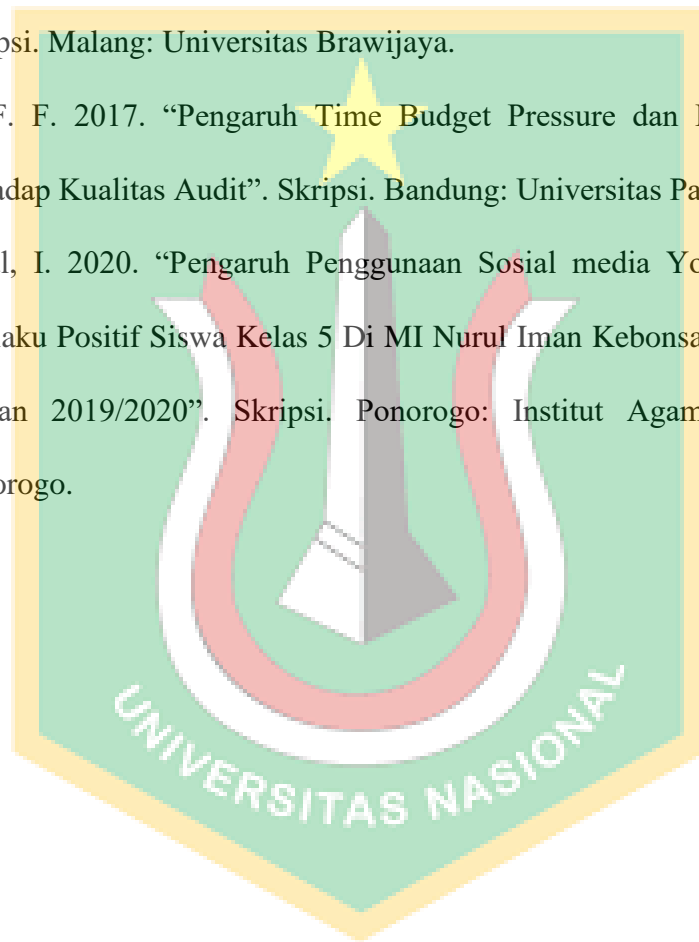 psi. Malang: Universitas Brawijaya.
F. F. 2017. “Pengaruh Time Budget Pressure dan
adap Kualitas Audit”. Skripsi. Bandung: Universitas Pa
l, I. 2020. “Pengaruh Penggunaan Sosial media Yo
aku Positif Siswa Kelas 5 Di MI Nurul Iman Kebonsa
an 2019/2020”. Skripsi. Ponorogo: Institut Agam
orogo.
UNIVERSITAS NASIONAL